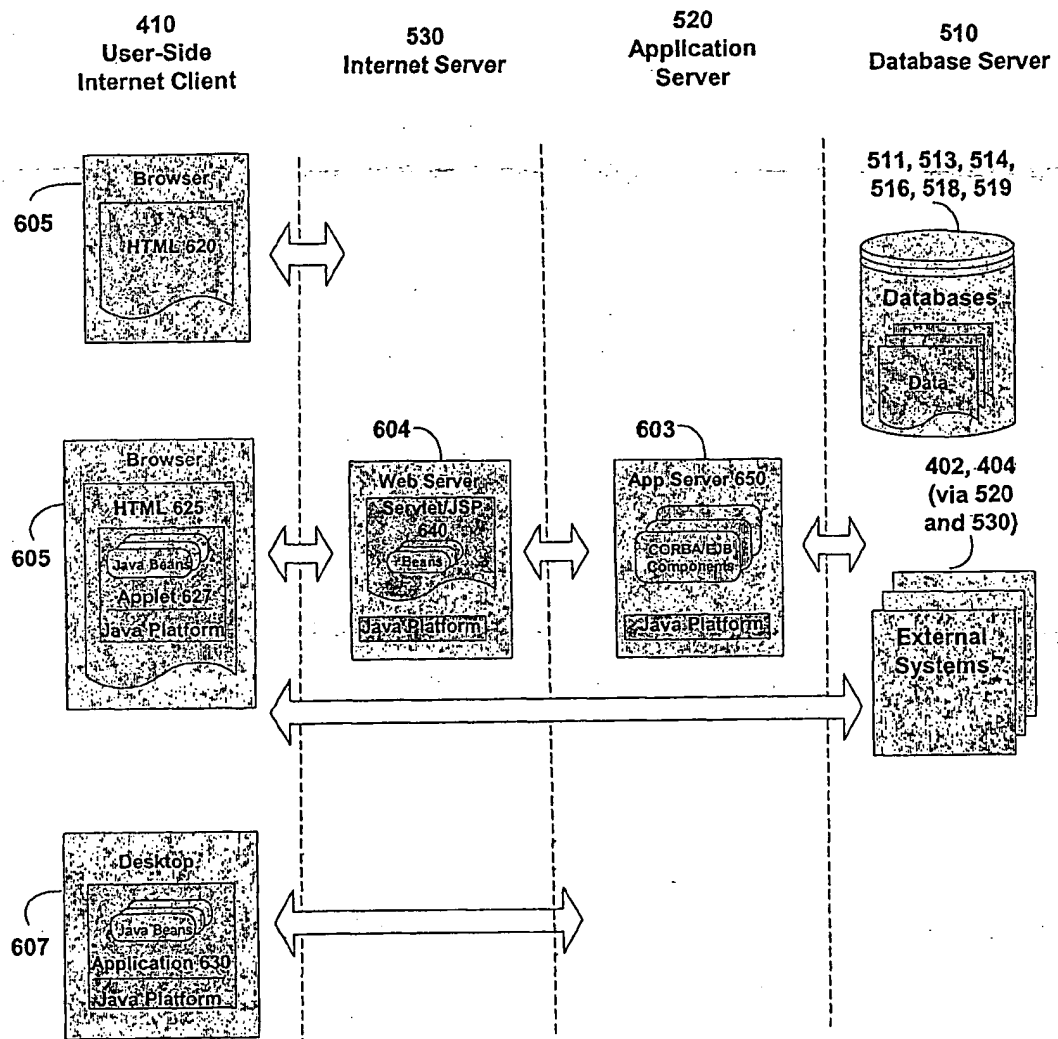 410
User-Side
Internet Client
530
Internet Server
520
Application
Server
510
Database Server
Browser
HTML 620
605
511, 513, 514,
516, 518, 519
Databases
Data
Browser
HTML 625
Java Beans
Applet 627
Java Platform
605
604
Web Server
Servlet/JSP
640
Beans
Java Platform
603
App Server 650
CORBA/EJB
Components
Java Platform
402, 404
(via 520
and 530)
External
Systems
Desktop
Java Beans
Application 630
Java Platform
607